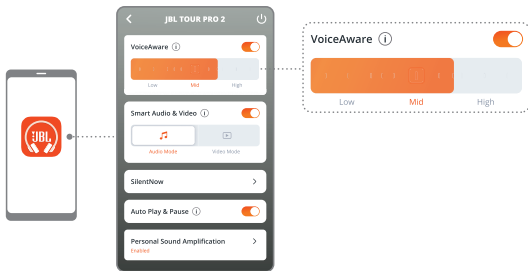 JBL
JBL TOUR PRO 2
VoiceAware i
Low Mid High
Smart Audio & Video i
Audio Mode Video Mode
SilentNow
Auto Play & Pause i
Personal Sound Amplification
Enabled
VoiceAware i
Low Mid High